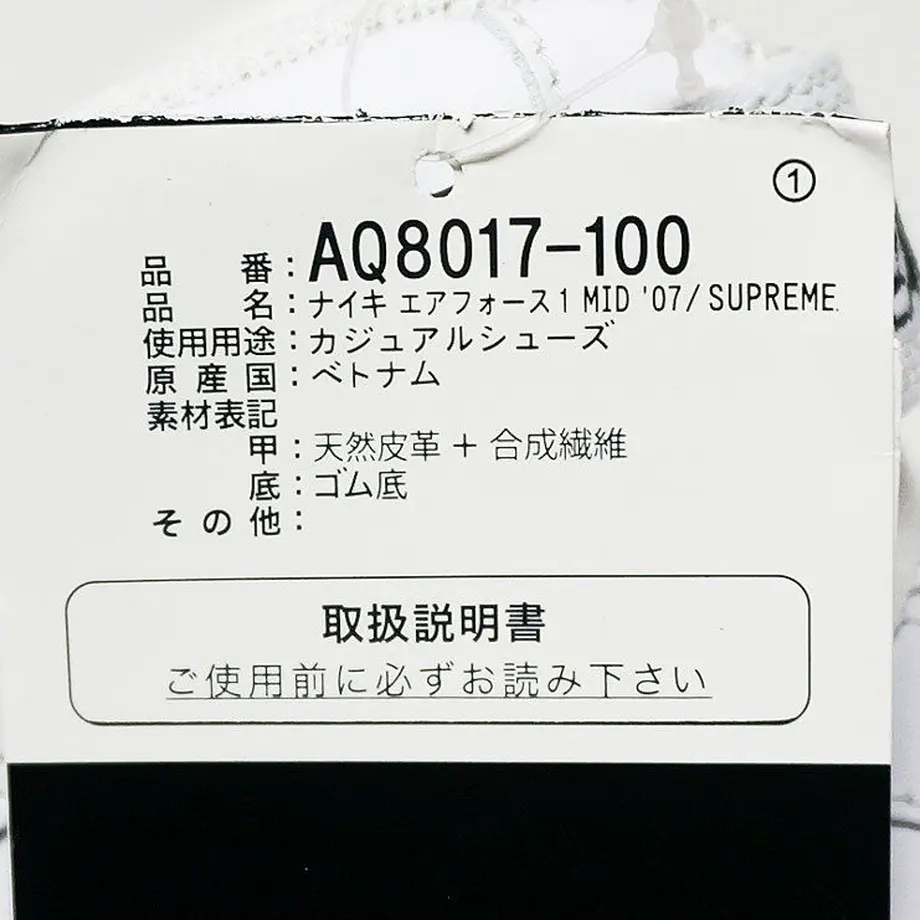 ①
品番：AQ8017-100
品名：ナイキ エアフォース1 MID '07/SUPREME
使用用途：カジュアルシューズ
原産国：ベトナム
素材表記
甲：天然皮革＋合成繊維
底：ゴム底
その他：
取扱説明書
ご使用前に必ずお読み下さい